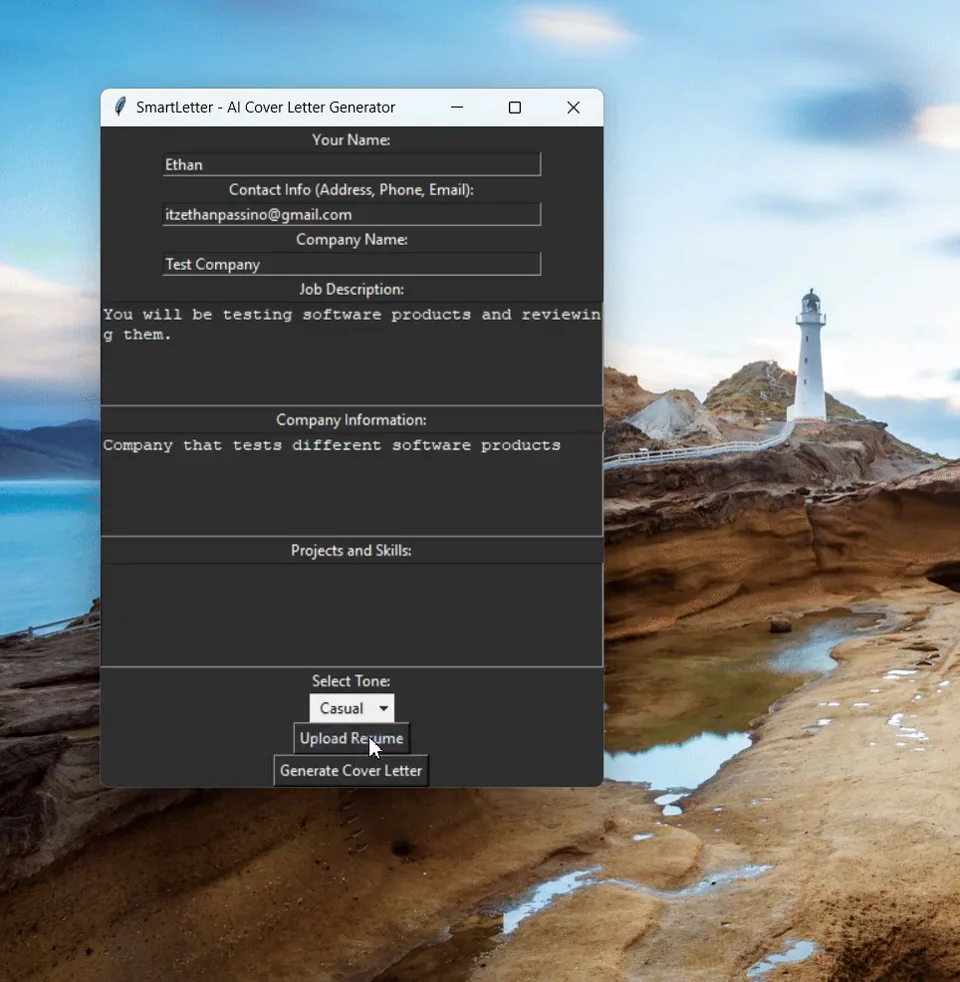 SmartLetter - AI Cover Letter Generator
Your Name:
Ethan
Contact Info (Address, Phone, Email):
itzethanpassino@gmail.com
Company Name:
Test Company
Job Description:
You will be testing software products and reviewin
g them.
Company Information:
Company that tests different software products
Projects and Skills:
Select Tone:
Casual
Upload Resume
Generate Cover Letter